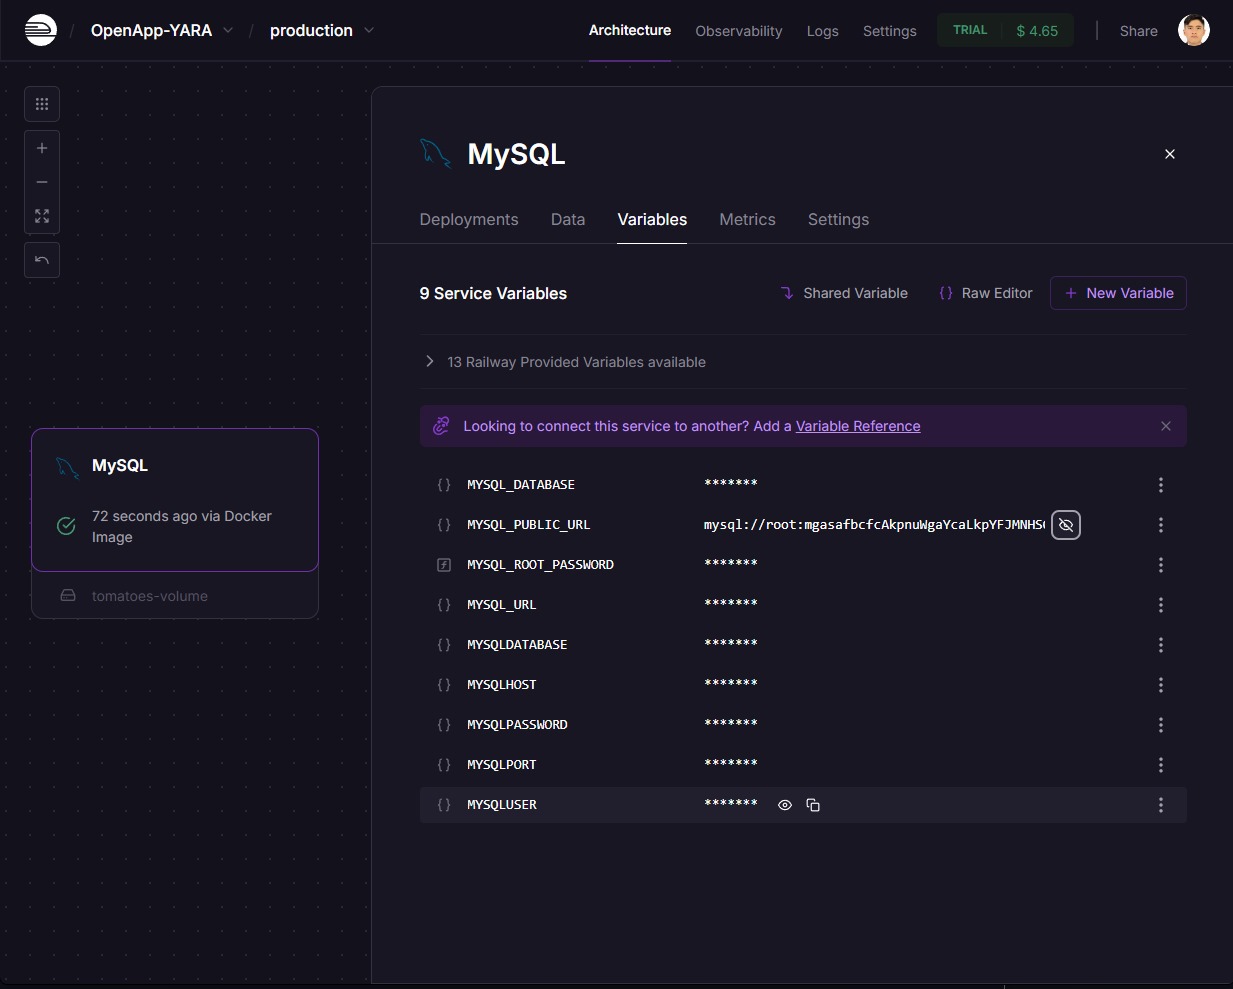 OpenApp-YARA
production
Architecture
Observability
Logs
Settings
TRIAL
$ 4.65
Share
MySQL
Deployments
Data
Variables
Metrics
Settings
9 Service Variables
Shared Variable
Raw Editor
New Variable
13 Railway Provided Variables available
Looking to connect this service to another? Add a Variable Reference
MySQL
72 seconds ago via Docker
Image
tomatoes-volume
MYSQL_DATABASE *******
MYSQL_PUBLIC_URL mysql://root:mgasafbcfcAkpnuWgaYcaLkpYFJMNHS
MYSQL_ROOT_PASSWORD *******
MYSQL_URL *******
MYSQLDATABASE *******
MYSQLHOST *******
MYSQLPASSWORD *******
MYSQLPORT *******
MYSQLUSER *******